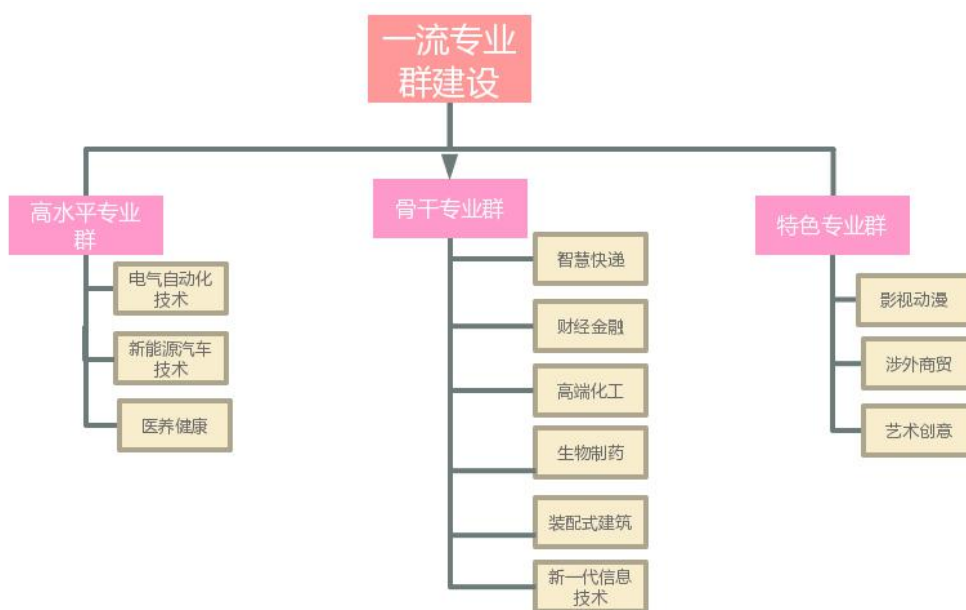 一流专业
群建设
高水平专业
群
电气自动化
技术
新能源汽车
技术
医养健康
骨干专业群
智慧快递
财经金融
高端化工
生物制药
装配式建筑
新一代信息
技术
特色专业群
影视动漫
涉外商贸
艺术创意